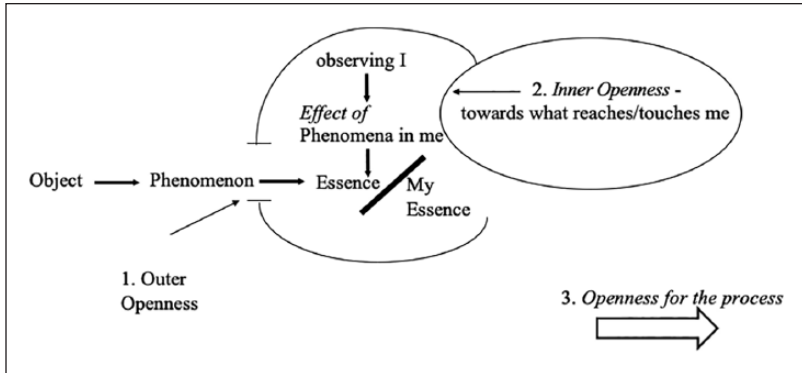 observing I
Effect of
Phenomena in me
2. Inner Openness -
towards what reaches/touches me
Object
Phenomenon
Essence
My
Essence
1. Outer
Openness
3. Openness for the process